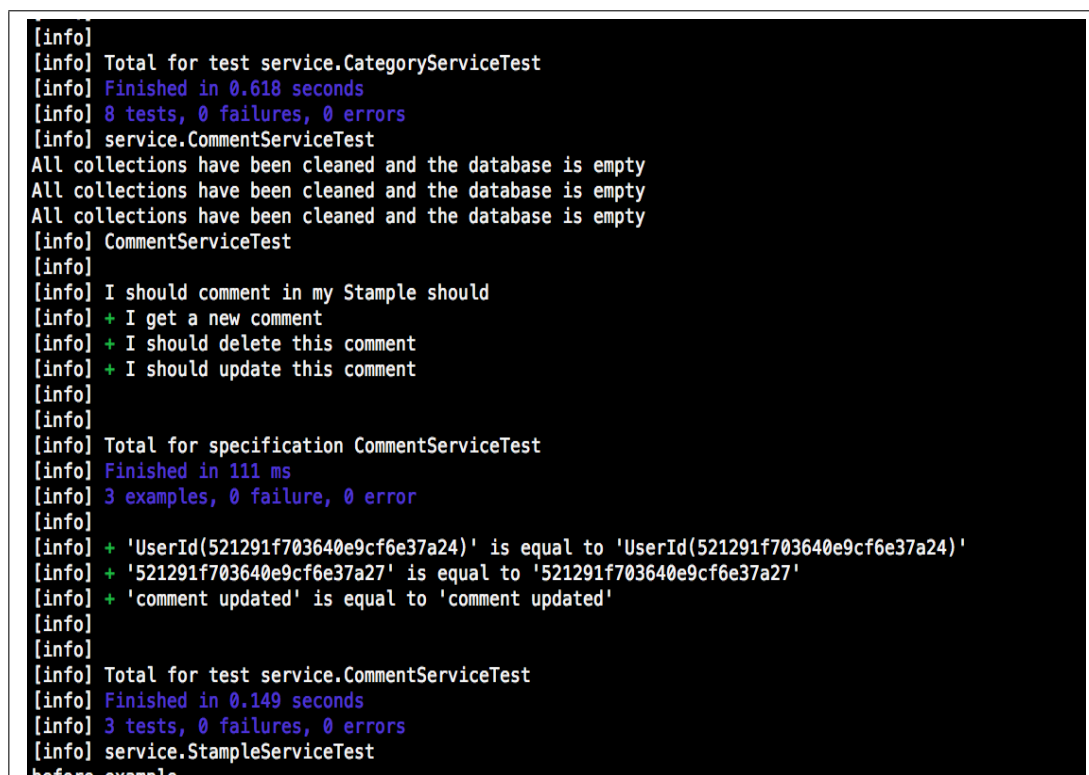 [info]
[info] Total for test service.CategoryServiceTest
[info] Finished in 0.618 seconds
[info] 8 tests, 0 failures, 0 errors
[info] service.CommentServiceTest
All collections have been cleaned and the database is empty
All collections have been cleaned and the database is empty
All collections have been cleaned and the database is empty
[info] CommentServiceTest
[info]
[info] I should comment in my Stample should
[info] + I get a new comment
[info] + I should delete this comment
[info] + I should update this comment
[info]
[info]
[info] Total for specification CommentServiceTest
[info] Finished in 111 ms
[info] 3 examples, 0 failure, 0 error
[info]
[info] + 'UserId(521291f703640e9cf6e37a24)' is equal to 'UserId(521291f703640e9cf6e37a24)'
[info] + '521291f703640e9cf6e37a27' is equal to '521291f703640e9cf6e37a27'
[info] + 'comment updated' is equal to 'comment updated'
[info]
[info]
[info] Total for test service.CommentServiceTest
[info] Finished in 0.149 seconds
[info] 3 tests, 0 failures, 0 errors
[info] service.StampleServiceTest
before example